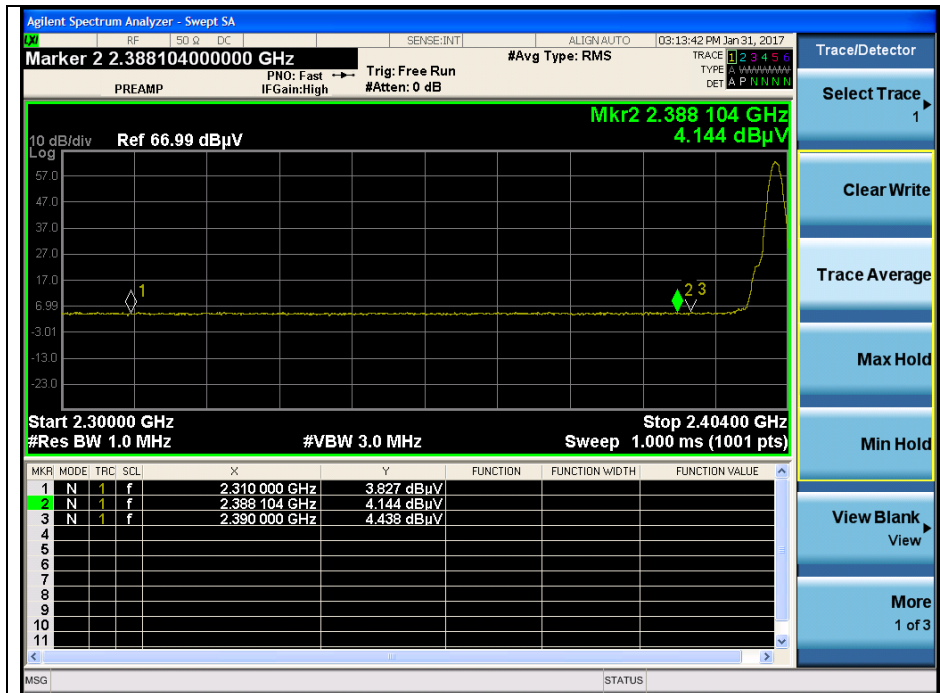 Agilent Spectrum Analyzer - Swept SA
LXI RF 50 Ω DC SENSE:INT ALIGN AUTO 03:13:42 PM Jan 31, 2017
Marker 2 2.388104000000 GHz
PREAMP
PNO: Fast
IFGain:High
Trig: Free Run
#Atten: 0 dB
#Avg Type: RMS
TRACE 1 2 3 4 5 6
TYPE A WWWWW
DET A P N N N N
Mkr2 2.388 104 GHz
4.144 dBµV
10 dB/div Ref 66.99 dBµV
Log
57.0
47.0
37.0
27.0
17.0
6.99
-3.01
-13.0
-23.0
1
2 3
Start 2.30000 GHz Stop 2.40400 GHz
#Res BW 1.0 MHz #VBW 3.0 MHz Sweep 1.000 ms (1001 pts)
MKR MODE TRC SCL X Y FUNCTION FUNCTION WIDTH FUNCTION VALUE
1 N 1 f 2.310 000 GHz 3.827 dBµV
2 N 1 f 2.388 104 GHz 4.144 dBµV
3 N 1 f 2.390 000 GHz 4.438 dBµV
4
5
6
7
8
9
10
11
MSG STATUS
Trace/Detector
Select Trace
1
Clear Write
Trace Average
Max Hold
Min Hold
View Blank
View
More
1 of 3